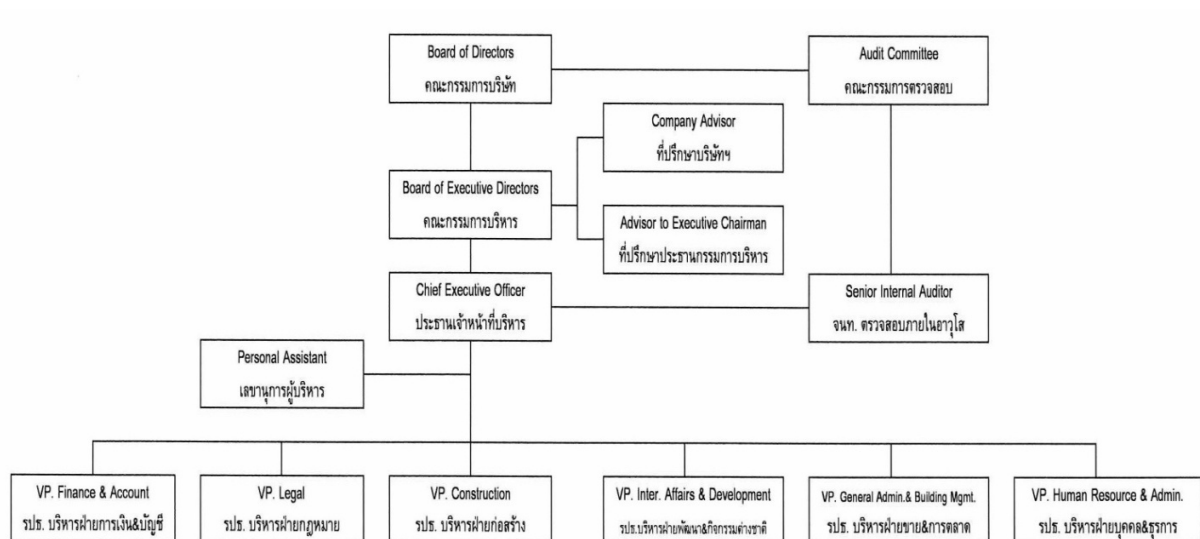 Board of Directors
คณะกรรมการบริษัท
Audit Committee
คณะกรรมการตรวจสอบ
Company Advisor
ที่ปรึกษาบริษัทฯ
Board of Executive Directors
คณะกรรมการบริหาร
Advisor to Executive Chairman
ที่ปรึกษาประธานกรรมการบริหาร
Chief Executive Officer
ประธานเจ้าหน้าที่บริหาร
Senior Internal Auditor
จนท. ตรวจสอบภายในอาวุโส
Personal Assistant
เลขานุการผู้บริหาร
VP. Finance & Account
รปธ. บริหารฝ่ายการเงิน&บัญชี
VP. Legal
รปธ. บริหารฝ่ายกฎหมาย
VP. Construction
รปธ. บริหารฝ่ายก่อสร้าง
VP. Inter. Affairs & Development
รปธ.บริหารฝ่ายพัฒนา&กิจกรรมต่างชาติ
VP. General Admin.& Building Mgmt.
รปธ. บริหารฝ่ายขาย&การตลาด
VP. Human Resource & Admin.
รปธ. บริหารฝ่ายบุคคล&ธุรการ